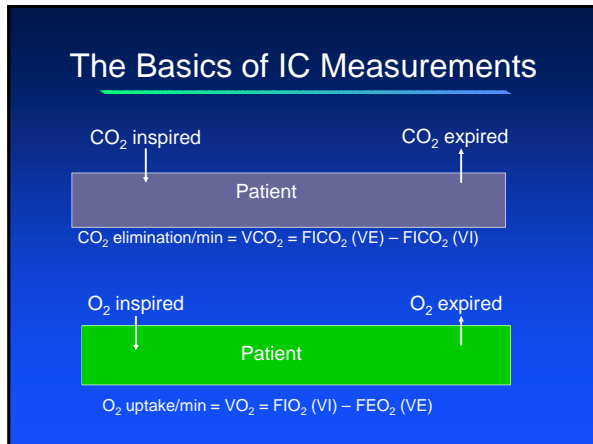 The Basics of IC Measurements
CO₂ inspired
CO₂ expired
Patient
CO₂ elimination/min = VCO₂ = FICO₂ (VE) – FICO₂ (VI)
O₂ inspired
O₂ expired
Patient
O₂ uptake/min = VO₂ = FIO₂ (VI) – FEO₂ (VE)